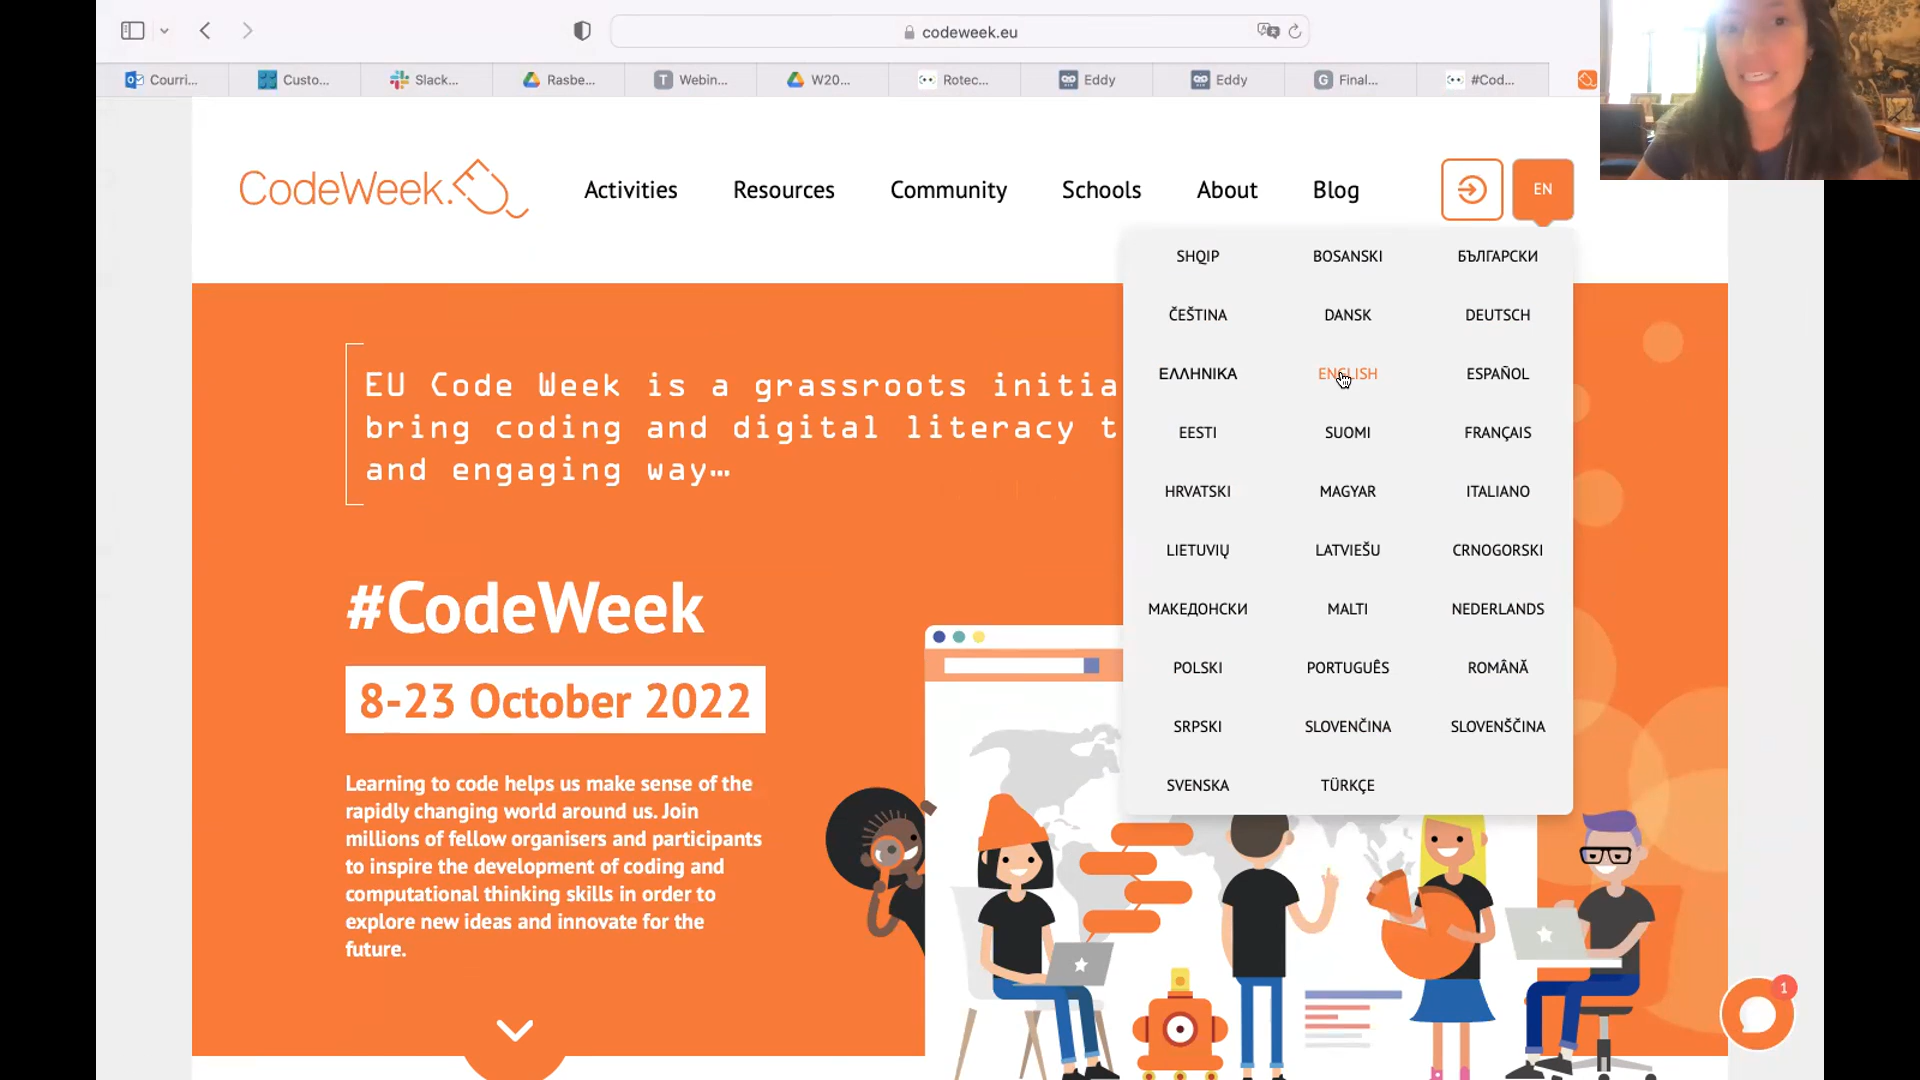 codeweek.eu
Courri... Custo... Slack... Rasbe... Webin... W20... Rotec... Eddy Eddy Final... #Cod...
CodeWeek. Activities Resources Community Schools About Blog EN
SHQIP BOSANSKI БЪЛГАРСКИ
ČEŠTINA DANSK DEUTSCH
ΕΛΛΗΝΙΚΑ ENGLISH ESPAÑOL
EESTI SUOMI FRANÇAIS
HRVATSKI MAGYAR ITALIANO
LIETUVIŲ LATVIEŠU CRNOGORSKI
МАКЕДОНСКИ MALTI NEDERLANDS
POLSKI PORTUGUÊS ROMÂNĂ
SRPSKI SLOVENČINA SLOVENŠČINA
SVENSKA TÜRKÇE
EU Code Week is a grassroots initia
bring coding and digital literacy t
and engaging way…
#CodeWeek
8-23 October 2022
Learning to code helps us make sense of the
rapidly changing world around us. Join
millions of fellow organisers and participants
to inspire the development of coding and
computational thinking skills in order to
explore new ideas and innovate for the
future.
1